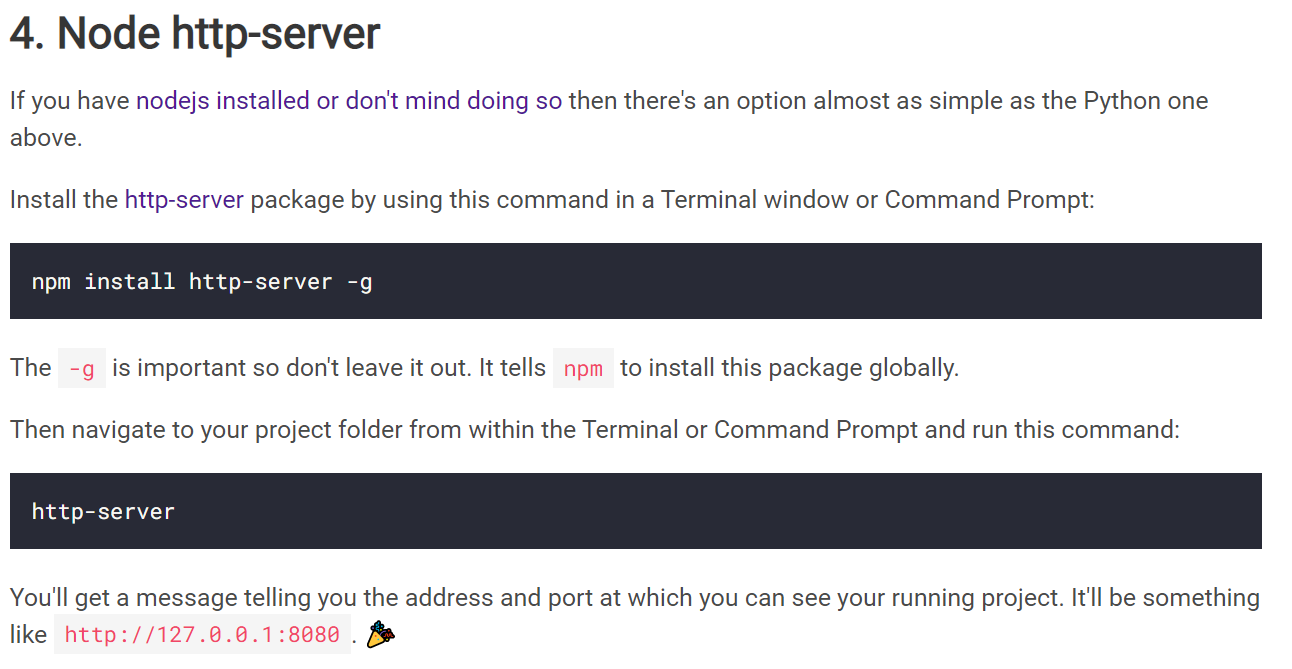 4. Node http-server
If you have nodejs installed or don't mind doing so then there's an option almost as simple as the Python one
above.
Install the http-server package by using this command in a Terminal window or Command Prompt:
npm install http-server -g
The -g is important so don't leave it out. It tells npm to install this package globally.
Then navigate to your project folder from within the Terminal or Command Prompt and run this command:
http-server
You'll get a message telling you the address and port at which you can see your running project. It'll be something
like http://127.0.0.1:8080. 🎉